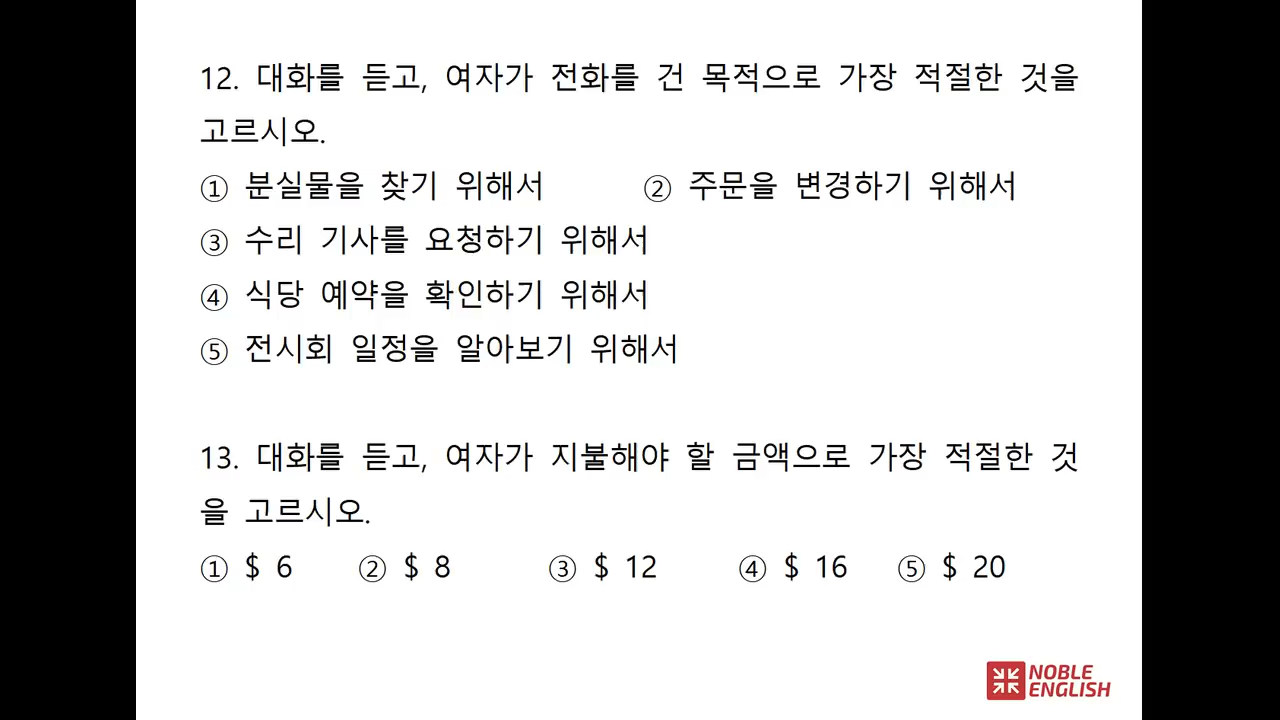 12. 대화를 듣고, 여자가 전화를 건 목적으로 가장 적절한 것을
고르시오.
① 분실물을 찾기 위해서 ② 주문을 변경하기 위해서
③ 수리 기사를 요청하기 위해서
④ 식당 예약을 확인하기 위해서
⑤ 전시회 일정을 알아보기 위해서
13. 대화를 듣고, 여자가 지불해야 할 금액으로 가장 적절한 것
을 고르시오.
① $ 6 ② $ 8 ③ $ 12 ④ $ 16 ⑤ $ 20
NOBLE
ENGLISH